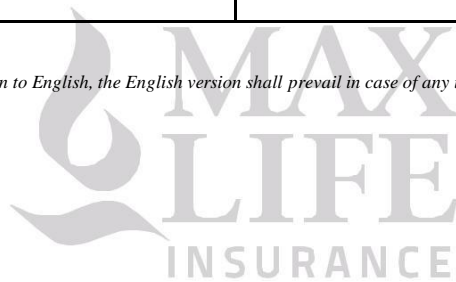 n to English, the English version shall prevail in case of any i
MAX
LIFE
INSURANCE